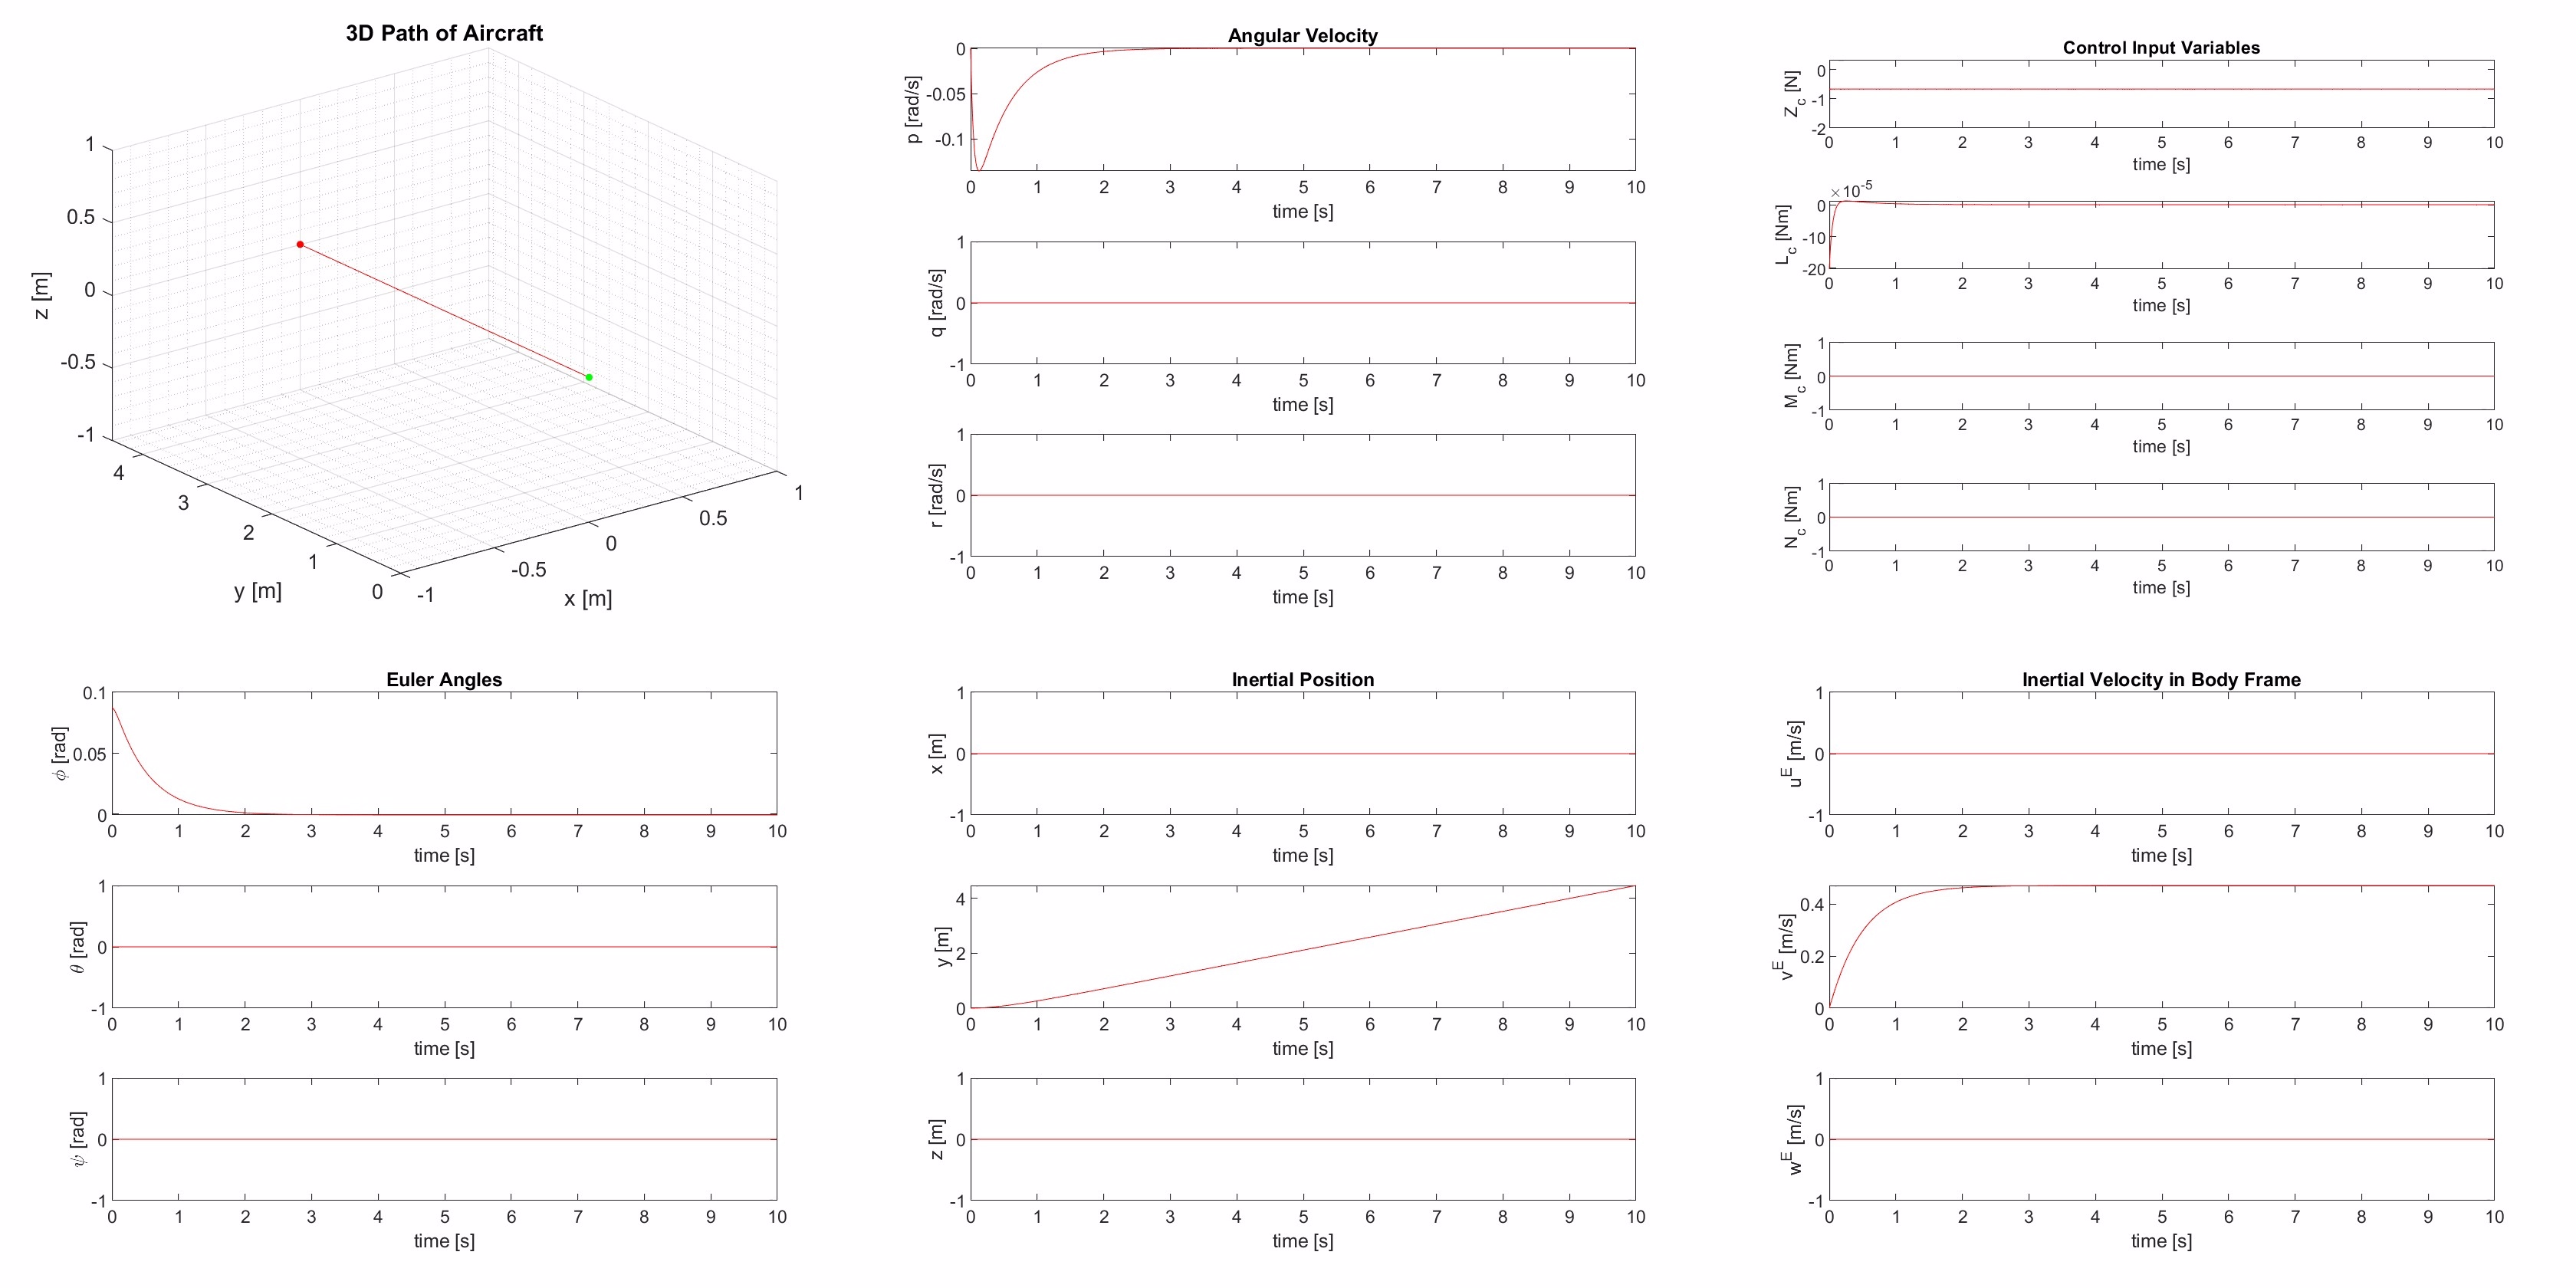 3D Path of Aircraft
1
0.5
0
-0.5
-1
z [m]
4
3
2
1
0
y [m]
-1
-0.5
0
0.5
1
x [m]
Angular Velocity
0
-0.05
-0.1
p [rad/s]
0 1 2 3 4 5 6 7 8 9 10
time [s]
1
0
-1
q [rad/s]
0 1 2 3 4 5 6 7 8 9 10
time [s]
1
0
-1
r [rad/s]
0 1 2 3 4 5 6 7 8 9 10
time [s]
Control Input Variables
0
-1
-2
Zc [N]
0 1 2 3 4 5 6 7 8 9 10
time [s]
×10-5
0
-10
-20
Lc [Nm]
0 1 2 3 4 5 6 7 8 9 10
time [s]
1
0
-1
Mc [Nm]
0 1 2 3 4 5 6 7 8 9 10
time [s]
1
0
-1
Nc [Nm]
0 1 2 3 4 5 6 7 8 9 10
time [s]
Euler Angles
0.1
0.05
0
ϕ [rad]
0 1 2 3 4 5 6 7 8 9 10
time [s]
1
0
-1
θ [rad]
0 1 2 3 4 5 6 7 8 9 10
time [s]
1
0
-1
ψ [rad]
0 1 2 3 4 5 6 7 8 9 10
time [s]
Inertial Position
1
0
-1
x [m]
0 1 2 3 4 5 6 7 8 9 10
time [s]
4
2
0
y [m]
0 1 2 3 4 5 6 7 8 9 10
time [s]
1
0
-1
z [m]
0 1 2 3 4 5 6 7 8 9 10
time [s]
Inertial Velocity in Body Frame
1
0
-1
uE [m/s]
0 1 2 3 4 5 6 7 8 9 10
time [s]
0.4
0.2
0
vE [m/s]
0 1 2 3 4 5 6 7 8 9 10
time [s]
1
0
-1
wE [m/s]
0 1 2 3 4 5 6 7 8 9 10
time [s]